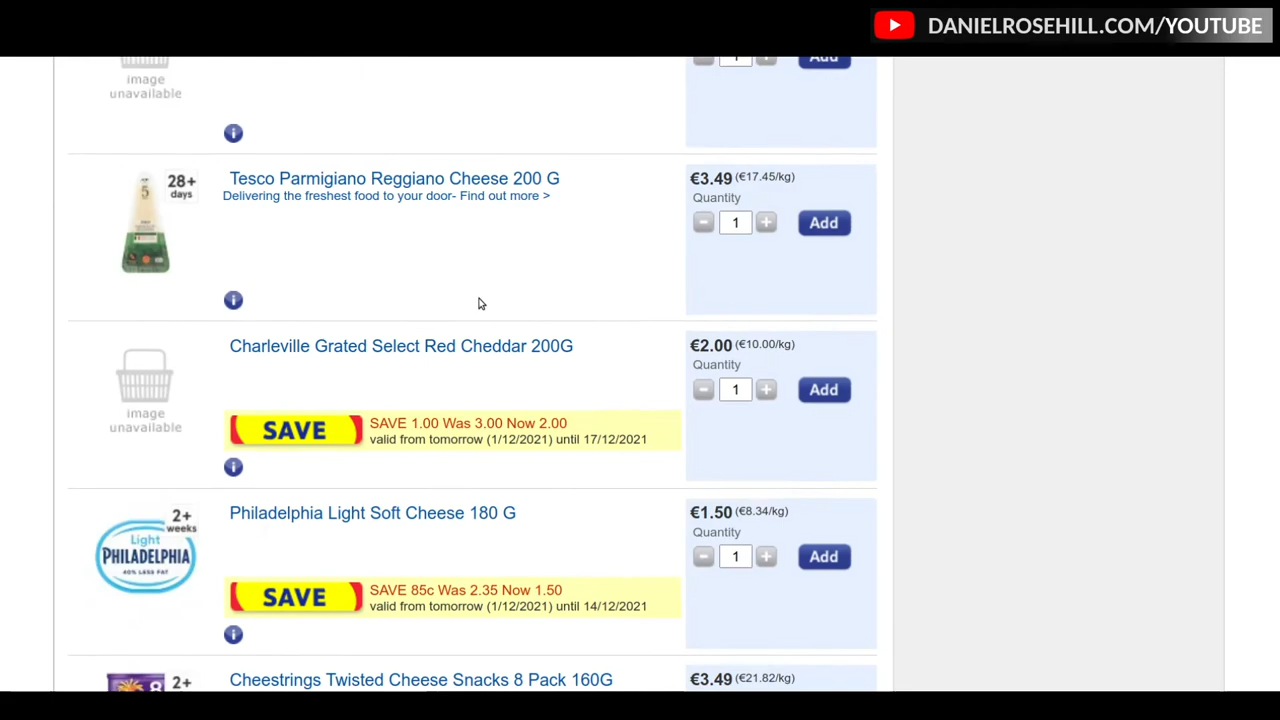 DANIELROSEHILL.COM/YOUTUBE
image
unavailable
1
Add
28+
days
Tesco Parmigiano Reggiano Cheese 200 G
Delivering the freshest food to your door- Find out more >
€3.49 (€17.45/kg)
Quantity
- 1 + Add
i
Charleville Grated Select Red Cheddar 200G
image
unavailable
SAVE
SAVE 1.00 Was 3.00 Now 2.00
valid from tomorrow (1/12/2021) until 17/12/2021
€2.00 (€10.00/kg)
Quantity
- 1 + Add
i
2+
weeks
Light
PHILADELPHIA
40% LESS FAT
Philadelphia Light Soft Cheese 180 G
SAVE
SAVE 85c Was 2.35 Now 1.50
valid from tomorrow (1/12/2021) until 14/12/2021
€1.50 (€8.34/kg)
Quantity
- 1 + Add
i
8
2+
Cheestrings Twisted Cheese Snacks 8 Pack 160G
€3.49 (€21.82/kg)